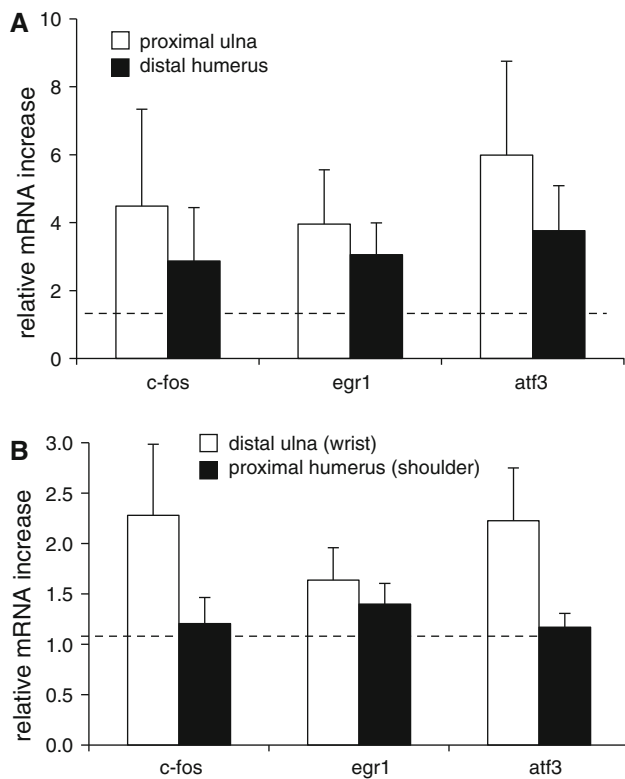 A
proximal ulna
distal humerus
relative mRNA increase
10
8
6
4
2
0
c-fos egr1 atf3
B
distal ulna (wrist)
proximal humerus (shoulder)
relative mRNA increase
3.0
2.5
2.0
1.5
1.0
0.5
0.0
c-fos egr1 atf3